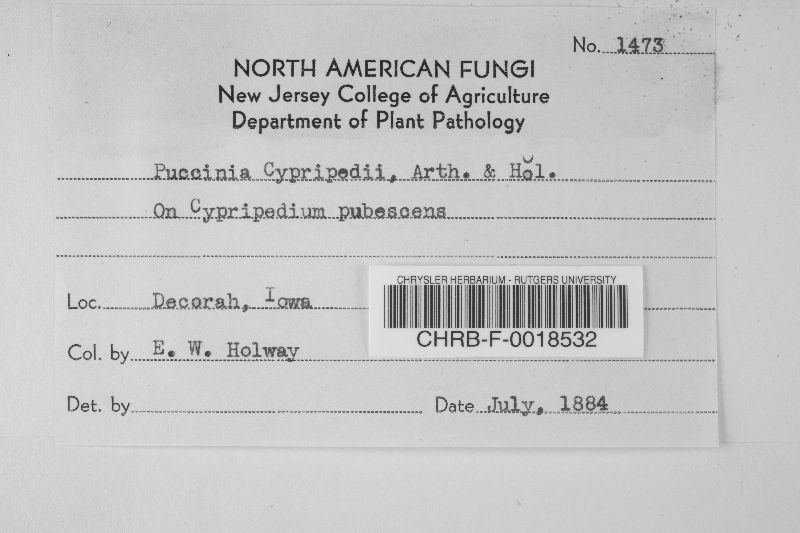 No. 1473
NORTH AMERICAN FUNGI
New Jersey College of Agriculture
Department of Plant Pathology
Puccinia Cypripedii, Arth. & Hŏl.
On Cypripedium pubescens
CHRYSLER HERBARIUM - RUTGERS UNIVERSITY
CHRB-F-0018532
Loc. Decorah, Iowa
Col. by E. W. Holway
Det. by
Date July, 1884